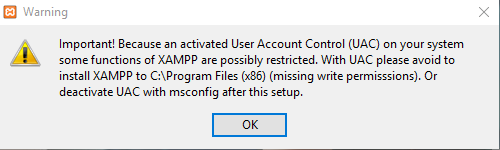 Warning
Important! Because an activated User Account Control (UAC) on your system
some functions of XAMPP are possibly restricted. With UAC please avoid to
install XAMPP to C:\Program Files (x86) (missing write permisssions). Or
deactivate UAC with msconfig after this setup.
OK